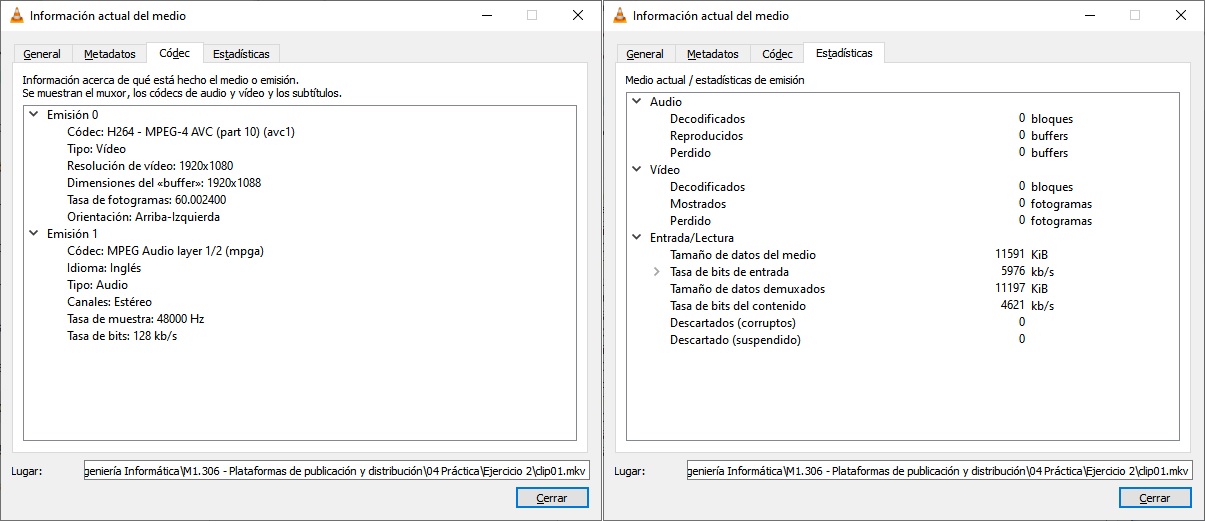 Información actual del medio
General Metadatos Códec Estadísticas
Información acerca de qué está hecho el medio o emisión.
Se muestran el muxor, los códecs de audio y vídeo y los subtítulos.
Emisión 0
Códec: H264 - MPEG-4 AVC (part 10) (avc1)
Tipo: Vídeo
Resolución de vídeo: 1920x1080
Dimensiones del «buffer»: 1920x1088
Tasa de fotogramas: 60.002400
Orientación: Arriba-Izquierda
Emisión 1
Códec: MPEG Audio layer 1/2 (mpga)
Idioma: Inglés
Tipo: Audio
Canales: Estéreo
Tasa de muestra: 48000 Hz
Tasa de bits: 128 kb/s
Lugar: geniería Informática\M1.306 - Plataformas de publicación y distribución\04 Práctica\Ejercicio 2\clip01.mkv
Cerrar
Información actual del medio
General Metadatos Códec Estadísticas
Medio actual / estadísticas de emisión
Audio
Decodificados 0 bloques
Reproducidos 0 buffers
Perdido 0 buffers
Vídeo
Decodificados 0 bloques
Mostrados 0 fotogramas
Perdido 0 fotogramas
Entrada/Lectura
Tamaño de datos del medio 11591 KiB
Tasa de bits de entrada 5976 kb/s
Tamaño de datos demuxados 11197 KiB
Tasa de bits del contenido 4621 kb/s
Descartados (corruptos) 0
Descartado (suspendido) 0
Lugar: geniería Informática\M1.306 - Plataformas de publicación y distribución\04 Práctica\Ejercicio 2\clip01.mkv
Cerrar